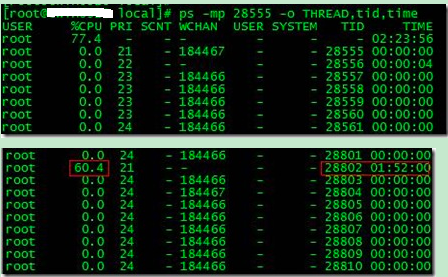 [root@ local]# ps -mp 28555 -o THREAD,tid,time
USER %CPU PRI SCNT WCHAN USER SYSTEM TID TIME
root 77.4 - - - - - - 02:23:56
root 0.0 21 - 184467 - - 28555 00:00:00
root 0.0 22 - - - - 28556 00:00:04
root 0.0 23 - 184466 - - 28557 00:00:00
root 0.0 23 - 184466 - - 28558 00:00:00
root 0.0 23 - 184466 - - 28559 00:00:00
root 0.0 23 - 184466 - - 28560 00:00:00
root 0.0 24 - 184466 - - 28561 00:00:00
root 0.0 24 - 184466 - - 28801 00:00:00
root 60.4 21 - - - - 28802 01:52:00
root 0.0 24 - 184466 - - 28803 00:00:00
root 0.0 24 - 184467 - - 28804 00:00:00
root 0.0 24 - 184466 - - 28805 00:00:00
root 0.0 24 - 184466 - - 28806 00:00:00
root 0.0 24 - 184466 - - 28807 00:00:00
root 0.0 24 - 184466 - - 28808 00:00:00
root 0.0 24 - 184466 - - 28809 00:00:00
root 0.0 24 - 184466 - - 28810 00:00:00